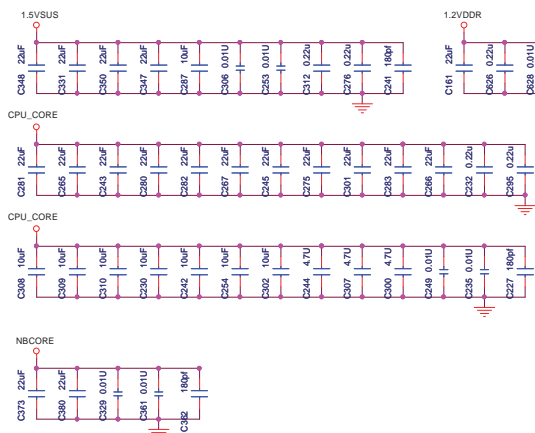 1.5VSUS
1.2VDDR
C348 22uF
C331 22uF
C350 22uF
C347 22uF
C287 10uF
C306 0.01U
C253 0.01U
C312 0.22u
C276 0.22u
C241 180pf
C161 22uF
C626 0.22u
C628 0.01U
CPU_CORE
C281 22uF
C265 22uF
C243 22uF
C280 22uF
C282 22uF
C267 22uF
C245 22uF
C275 22uF
C301 22uF
C283 22uF
C266 22uF
C232 0.22u
C295 0.22u
CPU_CORE
C308 10uF
C309 10uF
C310 10uF
C230 10uF
C242 10uF
C254 10uF
C302 10uF
C244 4.7U
C307 4.7U
C300 4.7U
C249 0.01U
C235 0.01U
C227 180pf
NBCORE
C373 22uF
C380 22uF
C329 0.01U
C361 0.01U
C362 180pf